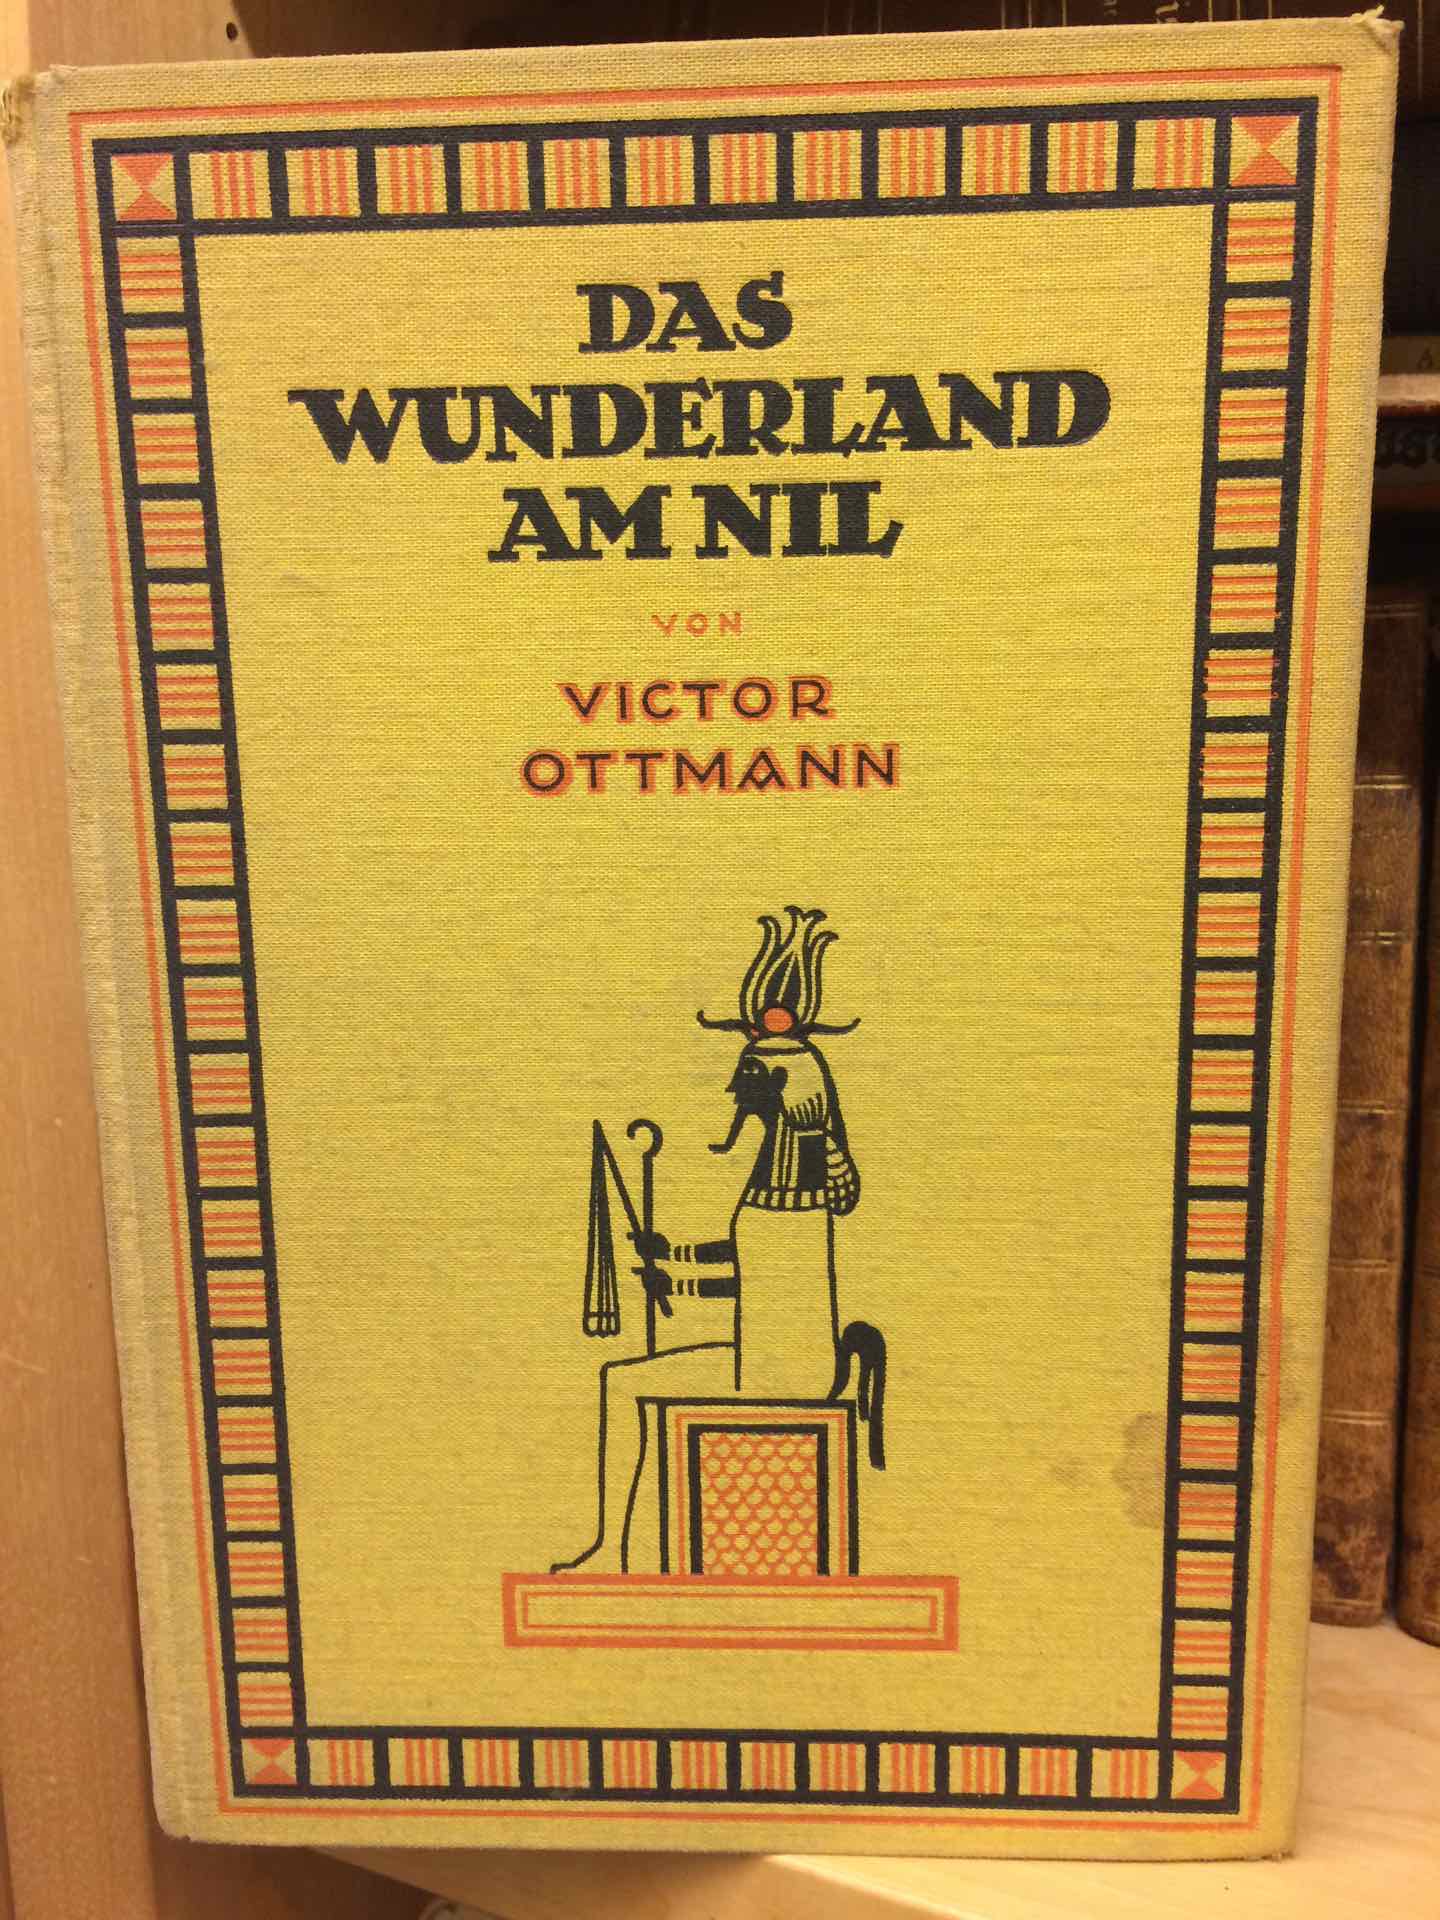 DAS
WUNDERLAND
AM NIL
VON
VICTOR
OTTMANN